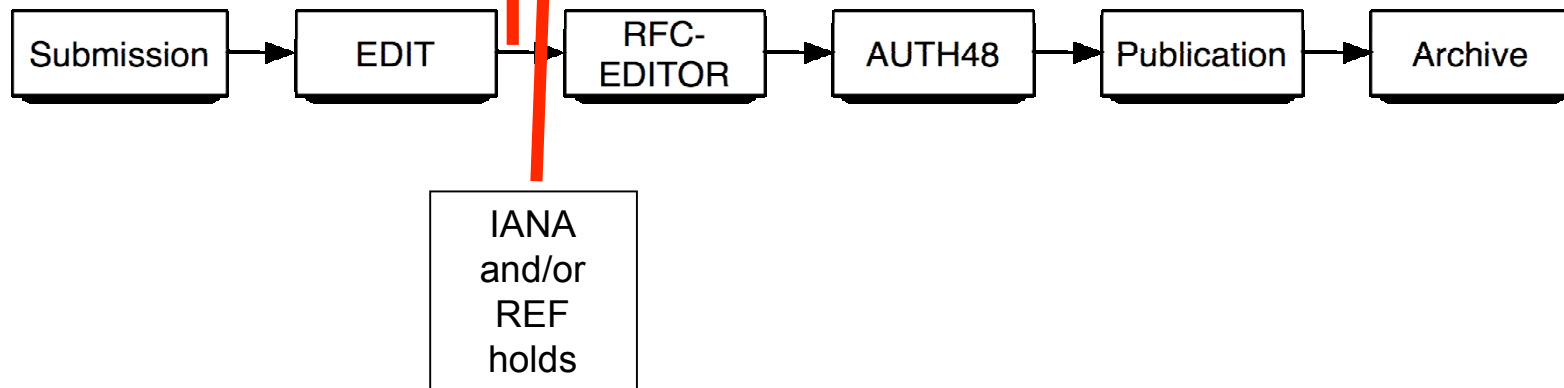 Submission
EDIT
RFC-
EDITOR
AUTH48
Publication
Archive
IANA
and/or
REF
holds